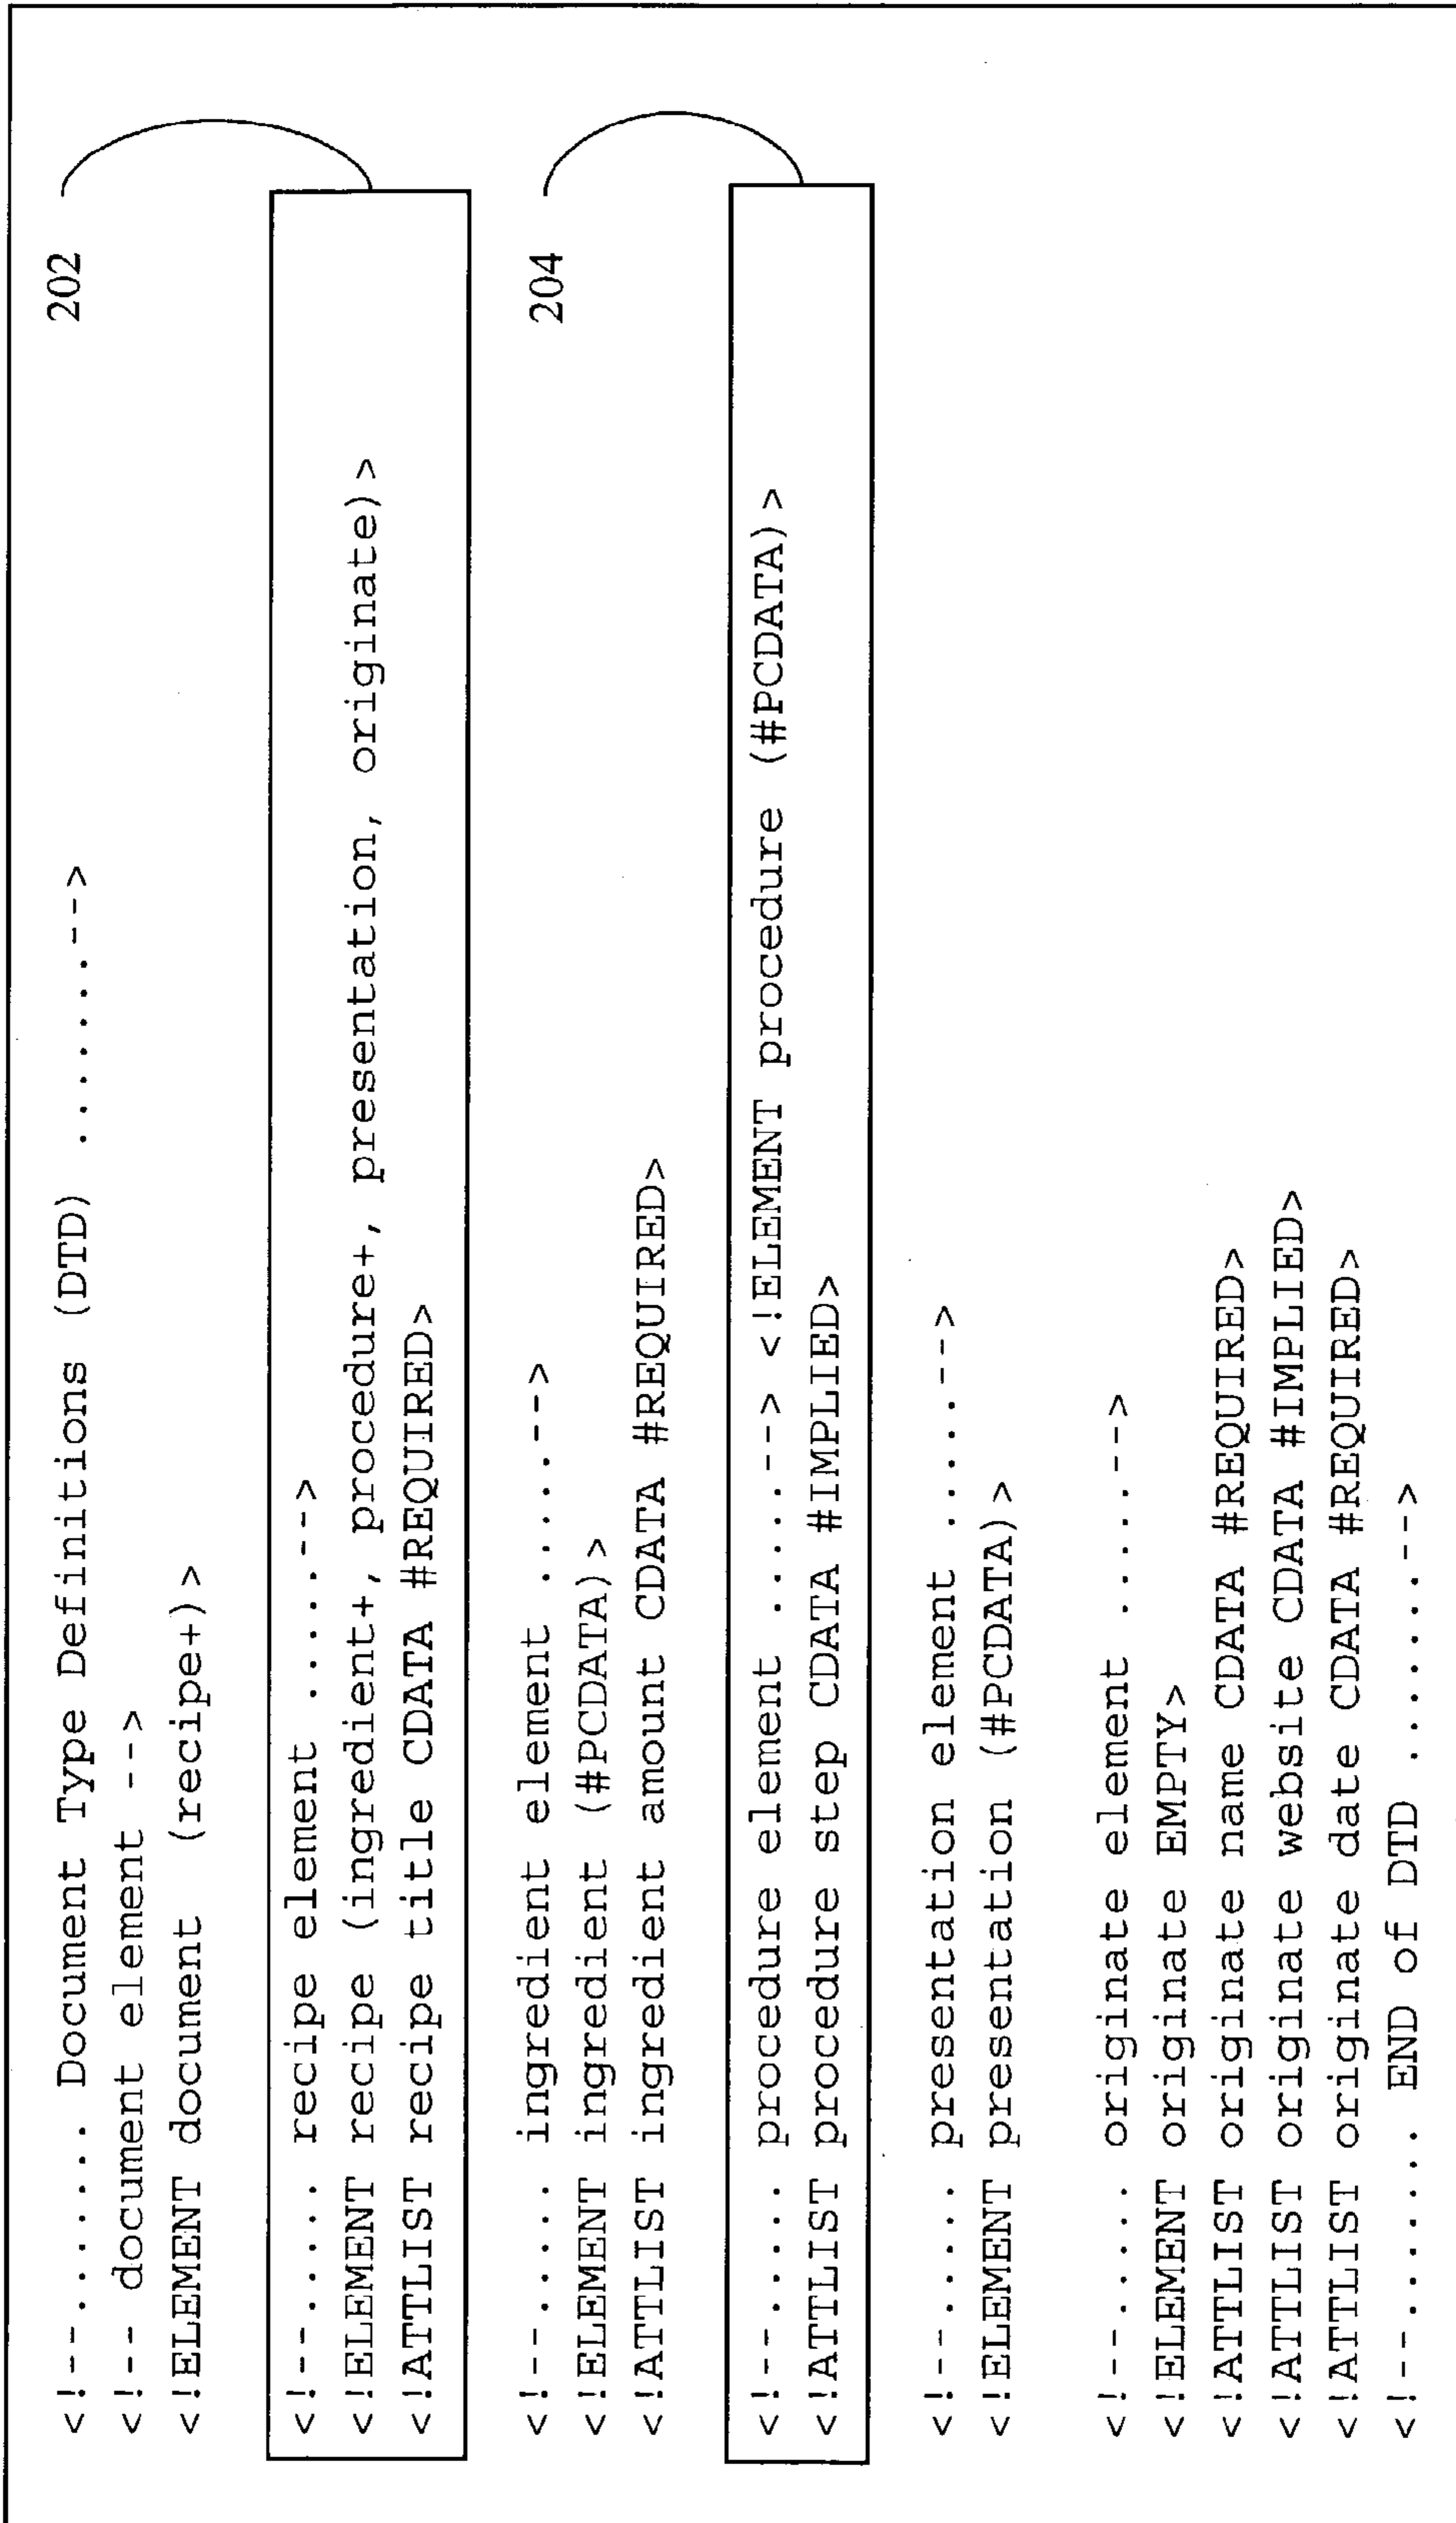 <!--........ Document Type Definitions (DTD) .........-->
202
<!-- document element -->
<!ELEMENT document (recipe+)>
<!--...... recipe element ......-->
<!ELEMENT recipe (ingredient+, procedure+, presentation, originate)>
<!ATTLIST recipe title CDATA #REQUIRED>
204
<!--...... ingredient element ......-->
<!ELEMENT ingredient (#PCDATA)>
<!ATTLIST ingredient amount CDATA #REQUIRED>
<!--...... procedure element .....--> <!ELEMENT procedure (#PCDATA)>
<!ATTLIST procedure step CDATA #IMPLIED>
<!--...... presentation element ......-->
<!ELEMENT presentation (#PCDATA)>
<!-- ..... originate element .....-->
<!ELEMENT originate EMPTY>
<!ATTLIST originate name CDATA #REQUIRED>
<!ATTLIST originate website CDATA #IMPLIED>
<!ATTLIST originate date CDATA #REQUIRED>
<!--........ END of DTD ........-->